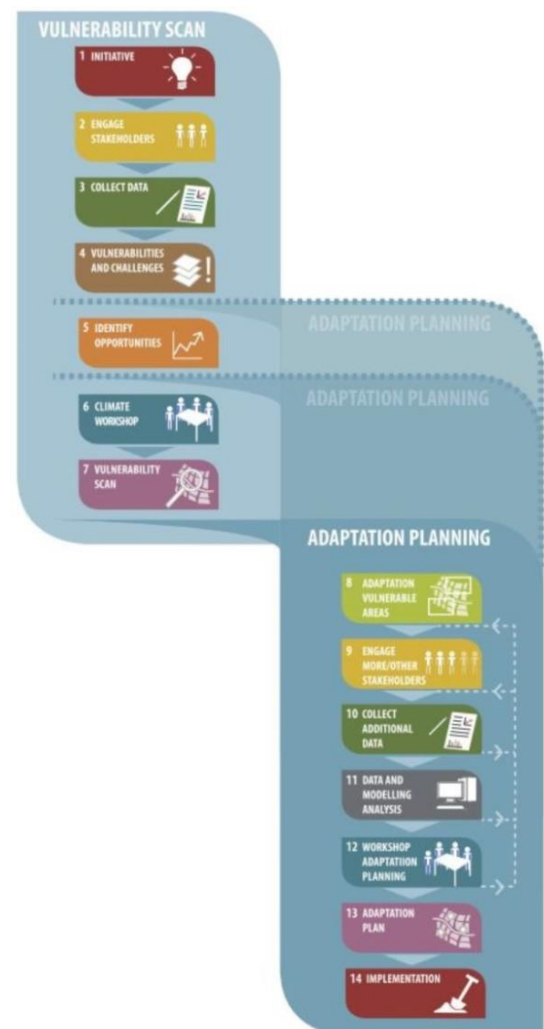 VULNERABILITY SCAN
1 INITIATIVE
2 ENGAGE
STAKEHOLDERS
3 COLLECT DATA
4 VULNERABILITIES
AND CHALLENGES
ADAPTATION PLANNING
5 IDENTIFY
OPPORTUNITIES
ADAPTATION PLANNING
6 CLIMATE
WORKSHOP
7 VULNERABILITY
SCAN
ADAPTATION PLANNING
8 ADAPTATION
VULNERABLE
AREAS
9 ENGAGE
MORE/OTHER
STAKEHOLDERS
10 COLLECT
ADDITIONAL
DATA
11 DATA AND
MODELLING
ANALYSIS
12 WORKSHOP
ADAPTATIION
PLANNING
13 ADAPTATION
PLAN
14 IMPLEMENTATION